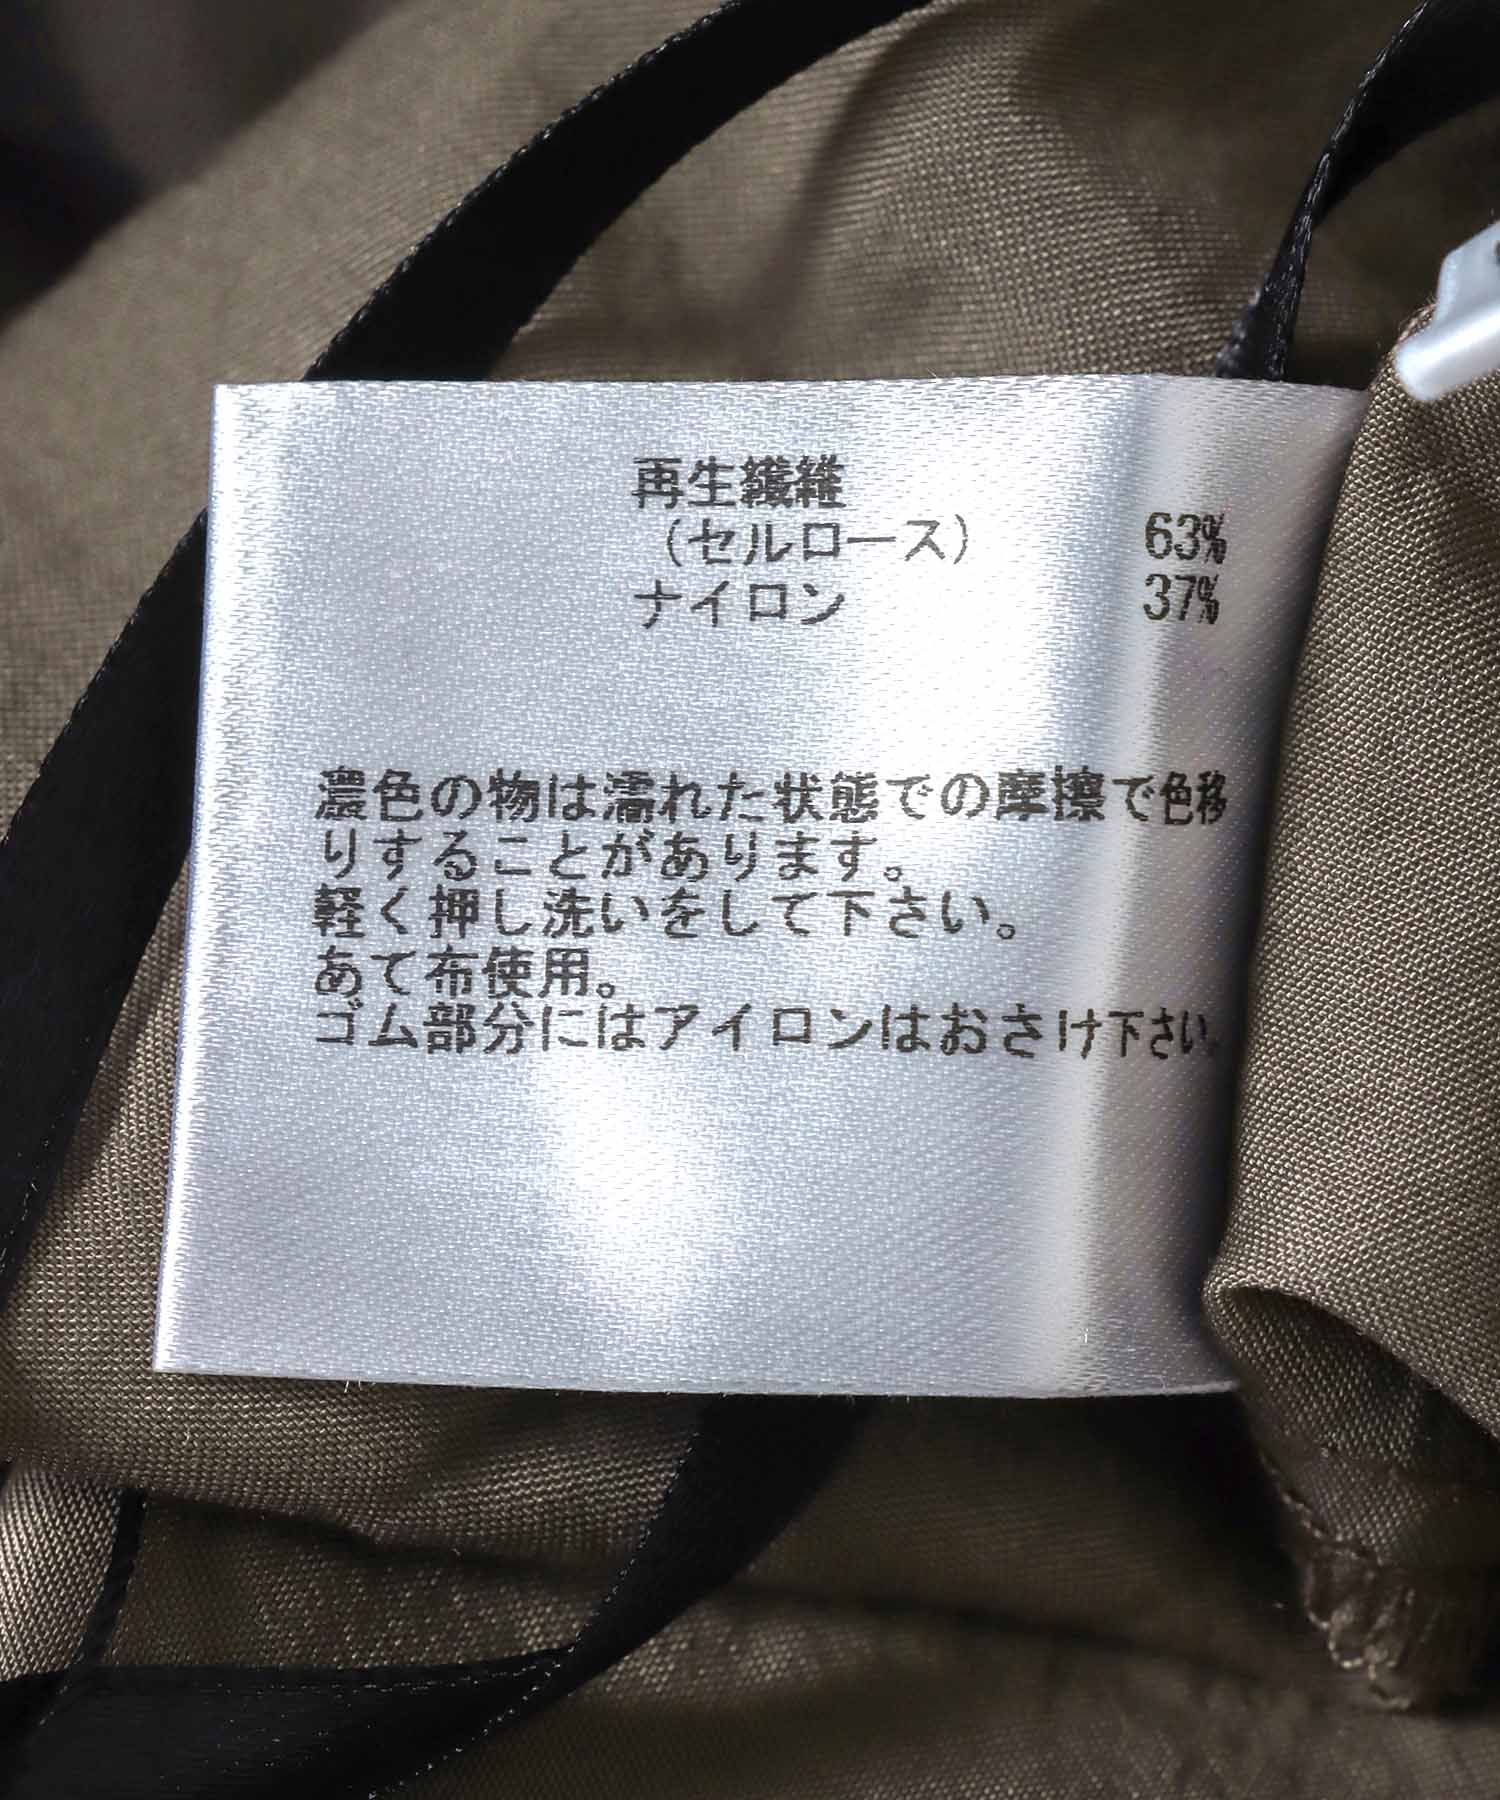 再生繊維
（セルロース） 63%
ナイロン 37%
濃色の物は濡れた状態での摩擦で色移
りすることがあります。
軽く押し洗いをして下さい。
あて布使用。
ゴム部分にはアイロンはおさけ下さい。